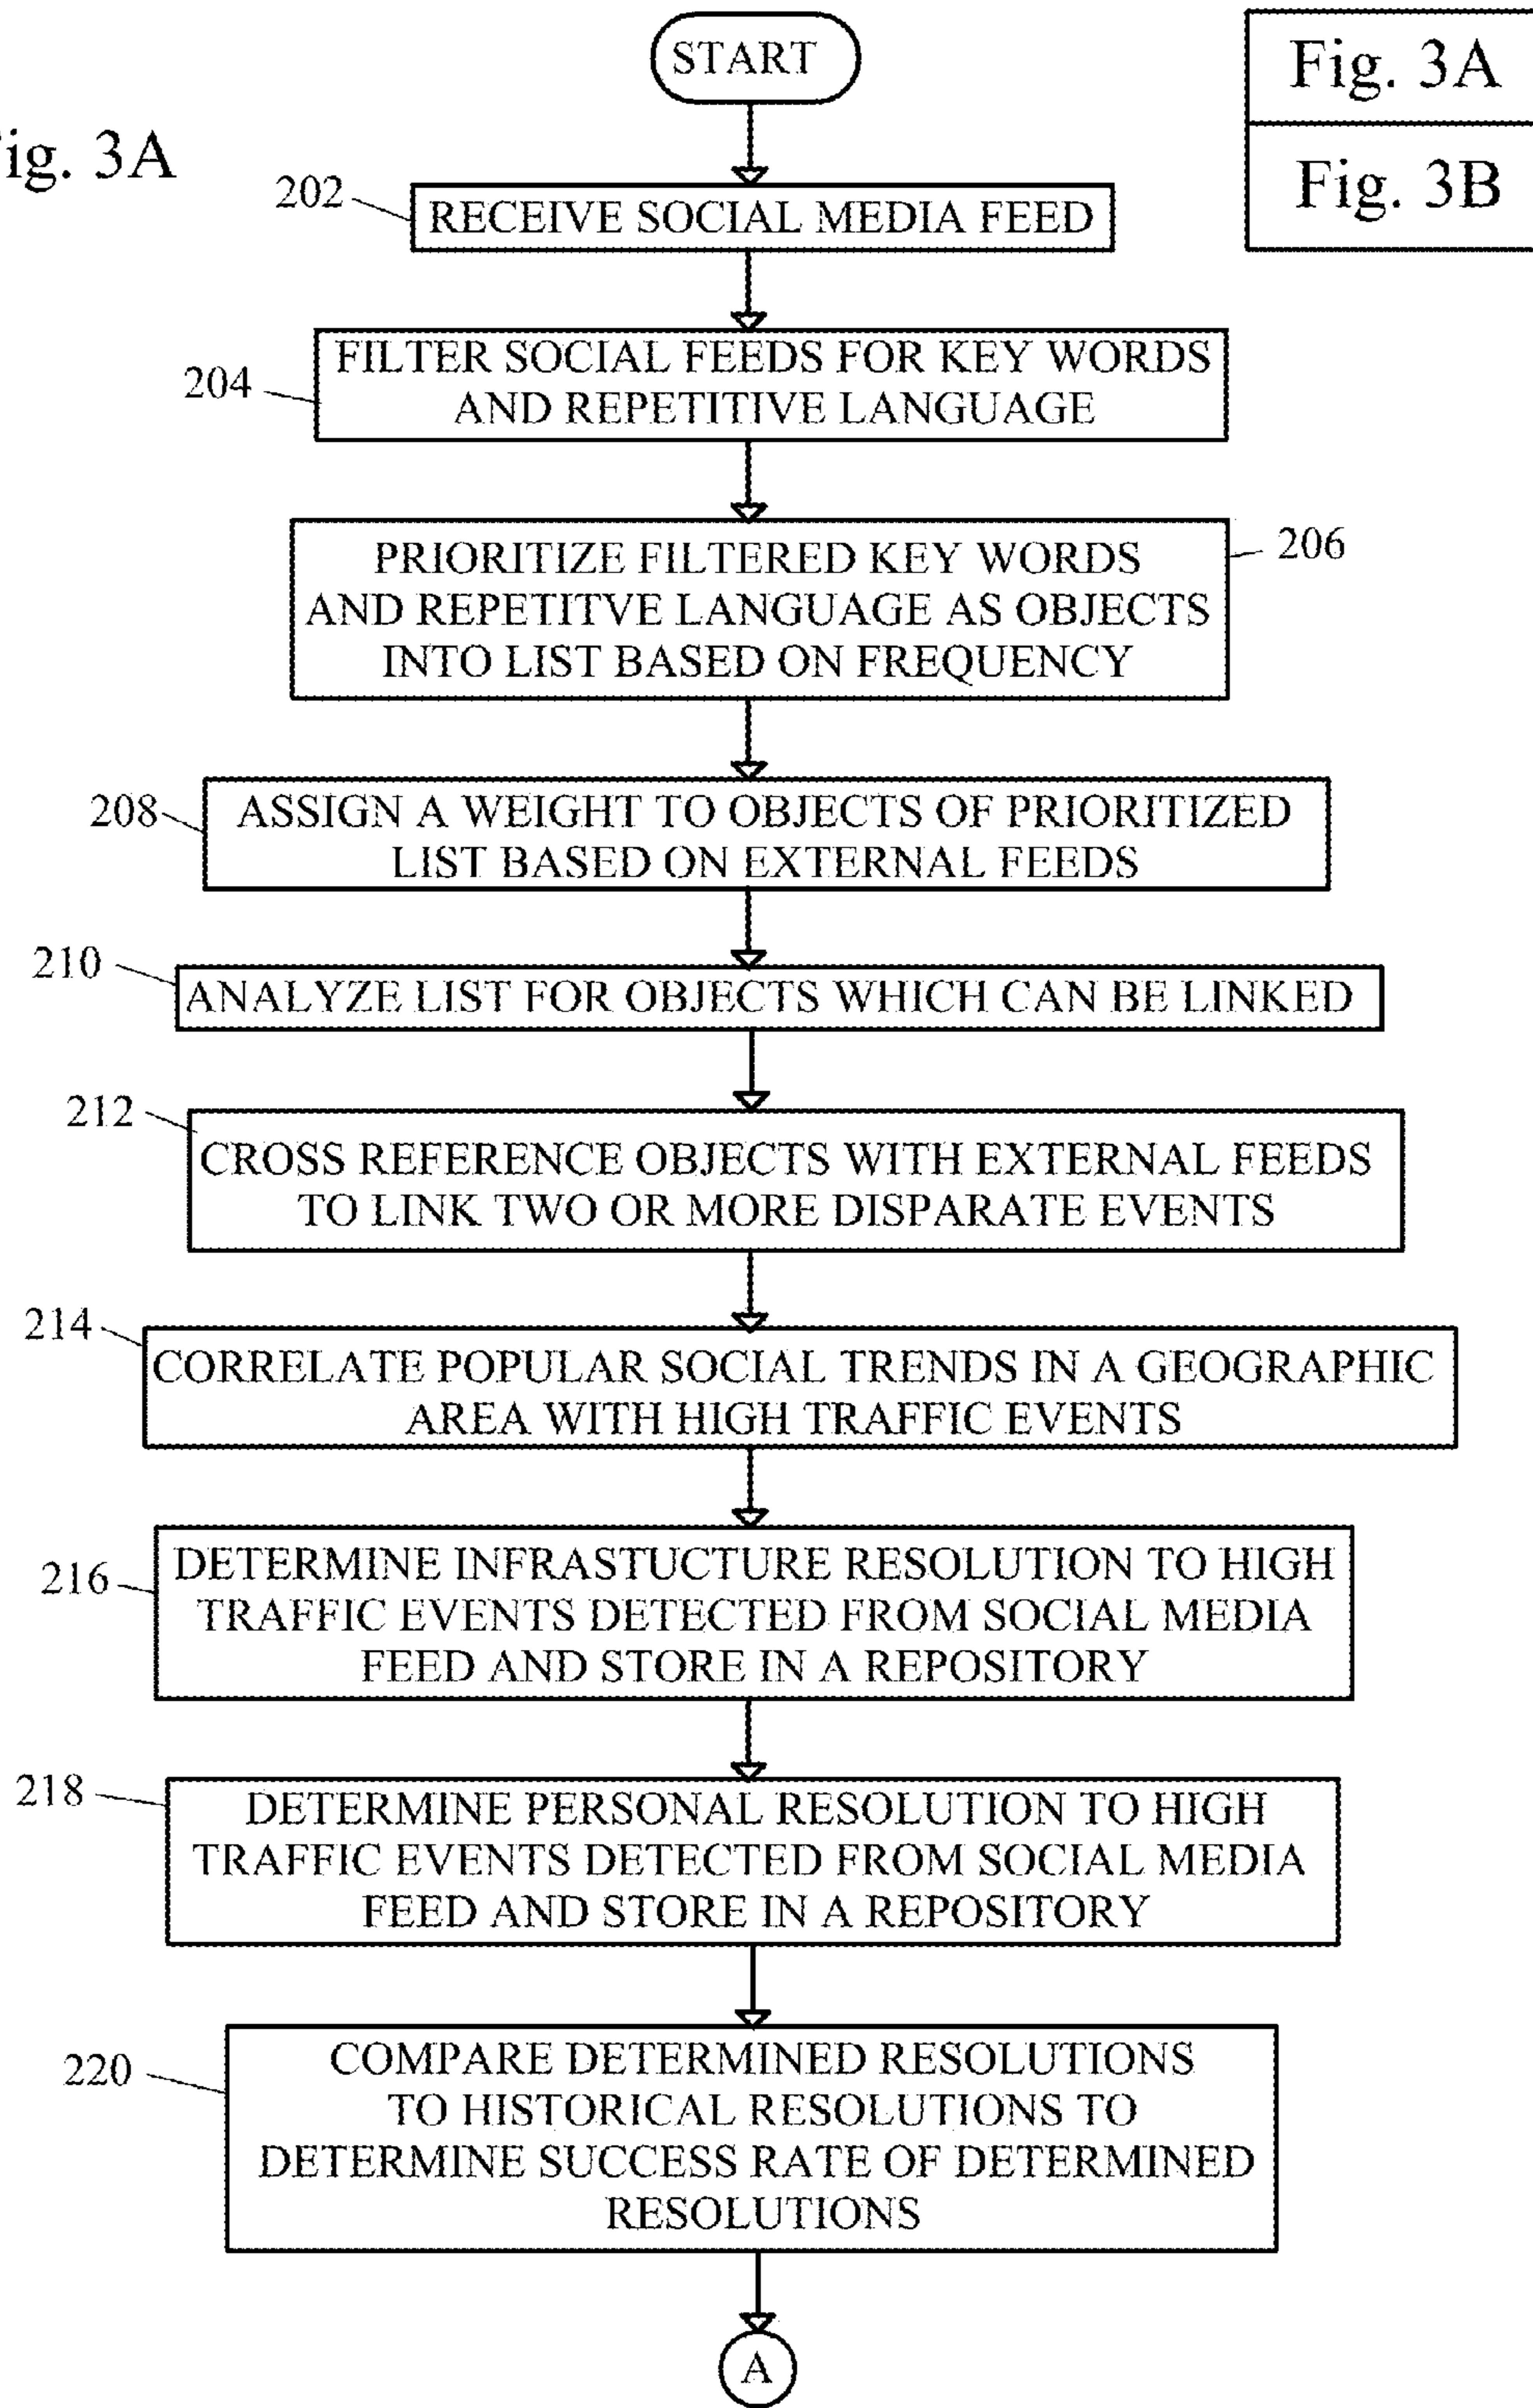 START
Fig. 3A
Fig. 3B
ig. 3A
202
RECEIVE SOCIAL MEDIA FEED
204
FILTER SOCIAL FEEDS FOR KEY WORDS
AND REPETITIVE LANGUAGE
206
PRIORITIZE FILTERED KEY WORDS
AND REPETITVE LANGUAGE AS OBJECTS
INTO LIST BASED ON FREQUENCY
208
ASSIGN A WEIGHT TO OBJECTS OF PRIORITIZED
LIST BASED ON EXTERNAL FEEDS
210
ANALYZE LIST FOR OBJECTS WHICH CAN BE LINKED
212
CROSS REFERENCE OBJECTS WITH EXTERNAL FEEDS
TO LINK TWO OR MORE DISPARATE EVENTS
214
CORRELATE POPULAR SOCIAL TRENDS IN A GEOGRAPHIC
AREA WITH HIGH TRAFFIC EVENTS
216
DETERMINE INFRASTUCTURE RESOLUTION TO HIGH
TRAFFIC EVENTS DETECTED FROM SOCIAL MEDIA
FEED AND STORE IN A REPOSITORY
218
DETERMINE PERSONAL RESOLUTION TO HIGH
TRAFFIC EVENTS DETECTED FROM SOCIAL MEDIA
FEED AND STORE IN A REPOSITORY
220
COMPARE DETERMINED RESOLUTIONS
TO HISTORICAL RESOLUTIONS TO
DETERMINE SUCCESS RATE OF DETERMINED
RESOLUTIONS
A